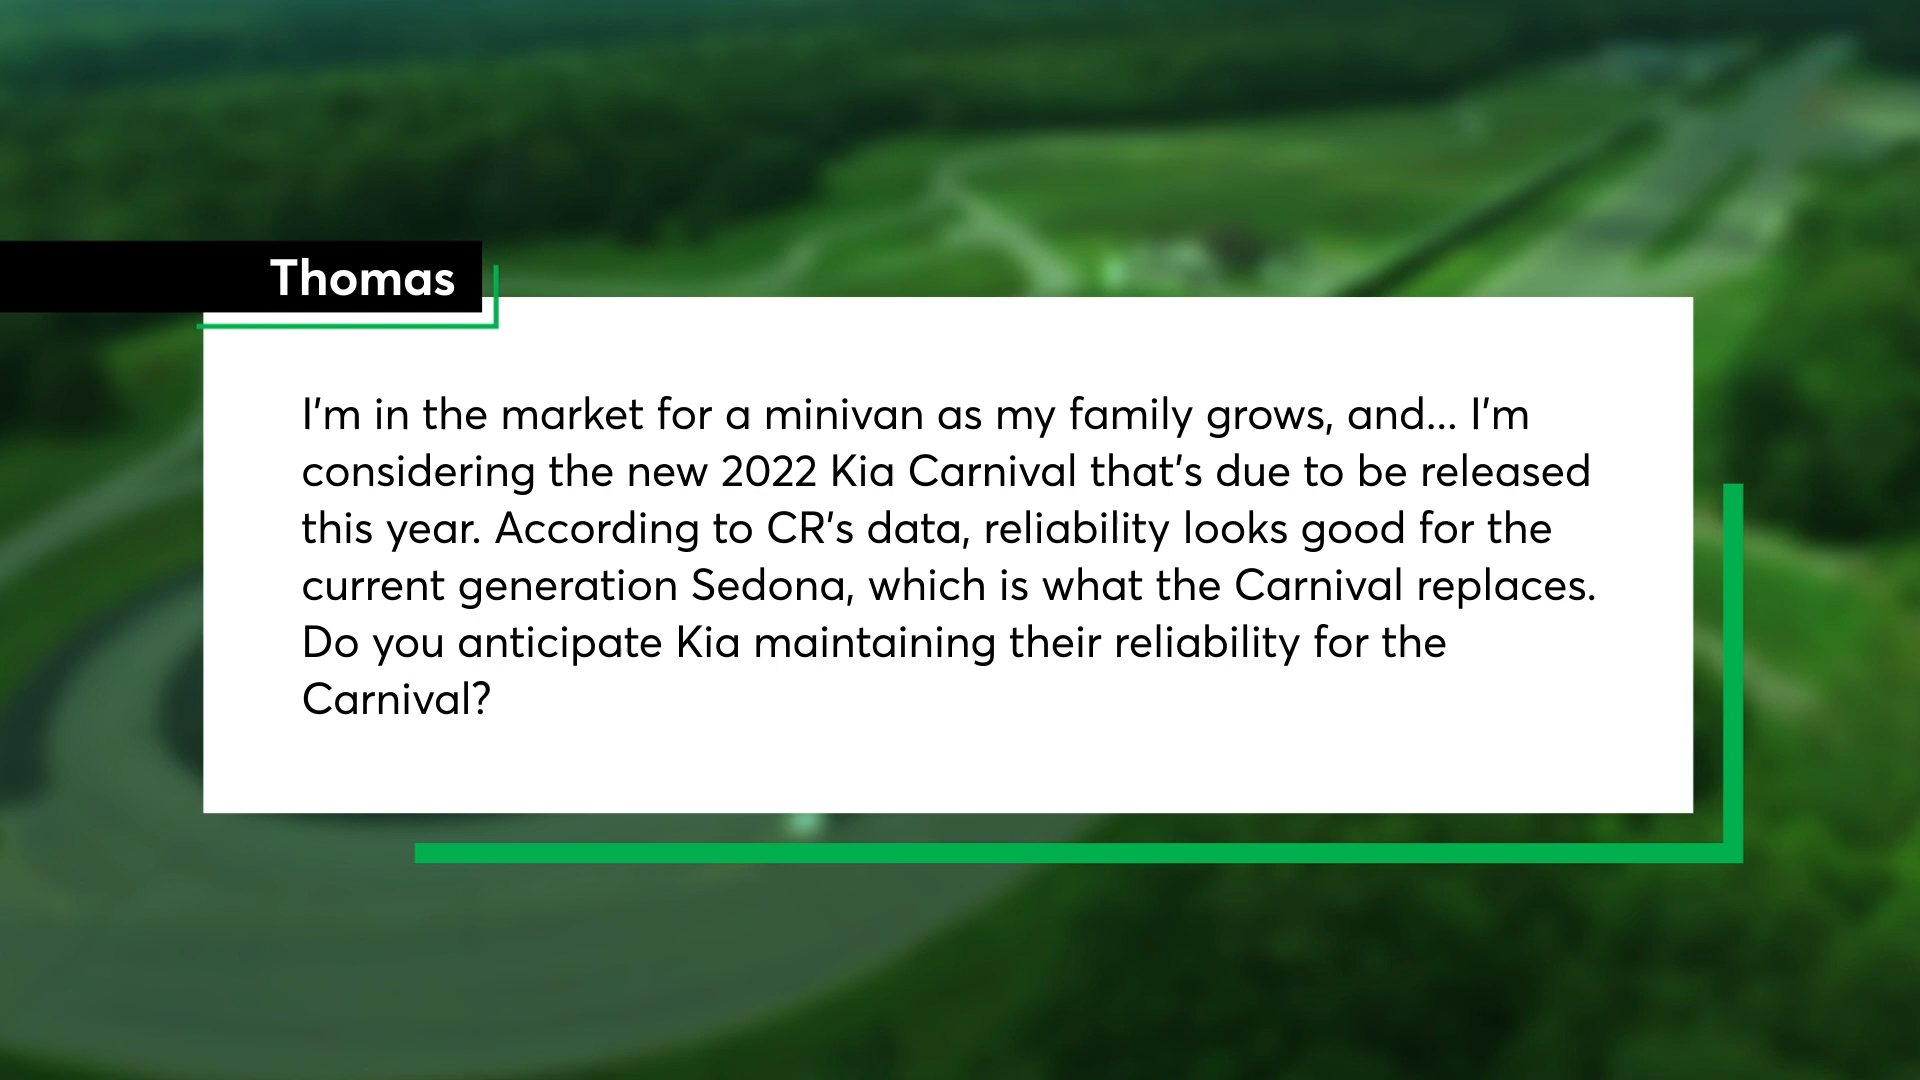 Thomas
I'm in the market for a minivan as my family grows, and... I'm
considering the new 2022 Kia Carnival that's due to be released
this year. According to CR's data, reliability looks good for the
current generation Sedona, which is what the Carnival replaces.
Do you anticipate Kia maintaining their reliability for the
Carnival?